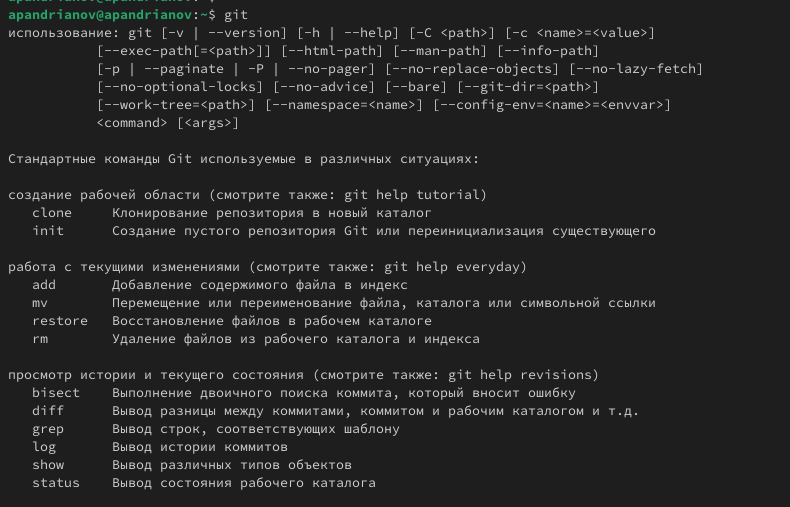 apandrianov@apandrianov:~$ git
использование: git [-v | --version] [-h | --help] [-C <path>] [-c <name>=<value>]
           [--exec-path[=<path>]] [--html-path] [--man-path] [--info-path]
           [-p | --paginate | -P | --no-pager] [--no-replace-objects] [--no-lazy-fetch]
           [--no-optional-locks] [--no-advice] [--bare] [--git-dir=<path>]
           [--work-tree=<path>] [--namespace=<name>] [--config-env=<name>=<envvar>]
           <command> [<args>]

Стандартные команды Git используемые в различных ситуациях:

создание рабочей области (смотрите также: git help tutorial)
   clone     Клонирование репозитория в новый каталог
   init      Создание пустого репозитория Git или переинициализация существующего

работа с текущими изменениями (смотрите также: git help everyday)
   add       Добавление содержимого файла в индекс
   mv        Перемещение или переименование файла, каталога или символьной ссылки
   restore   Восстановление файлов в рабочем каталоге
   rm        Удаление файлов из рабочего каталога и индекса

просмотр истории и текущего состояния (смотрите также: git help revisions)
   bisect    Выполнение двоичного поиска коммита, который вносит ошибку
   diff      Вывод разницы между коммитами, коммитом и рабочим каталогом и т.д.
   grep      Вывод строк, соответствующих шаблону
   log       Вывод истории коммитов
   show      Вывод различных типов объектов
   status    Вывод состояния рабочего каталога